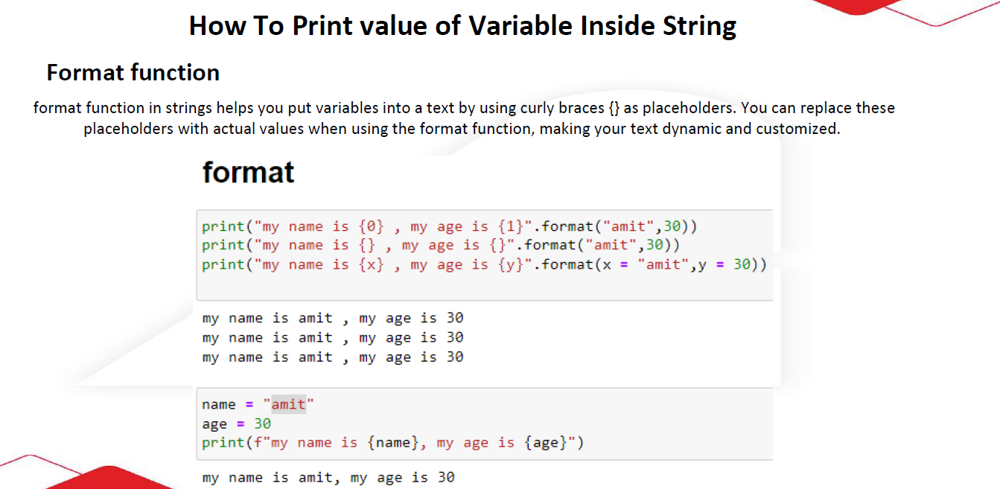 How To Print value of Variable Inside String
Format function
format function in strings helps you put variables into a text by using curly braces {} as placeholders. You can replace these
placeholders with actual values when using the format function, making your text dynamic and customized.
format
print("my name is {0} , my age is {1}".format("amit",30))
print("my name is {} , my age is {}".format("amit",30))
print("my name is {x} , my age is {y}".format(x = "amit",y = 30))
my name is amit , my age is 30
my name is amit , my age is 30
my name is amit , my age is 30
name = "amit"
age = 30
print(f"my name is {name}, my age is {age}")
my name is amit, my age is 30